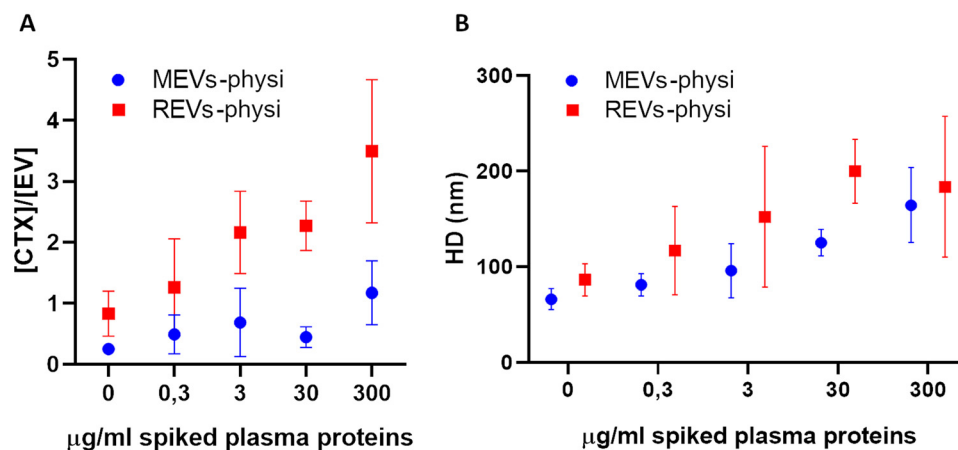 A
[CTX]/[EV]
5
4
3
2
1
0
MEVs-physi
REVs-physi
0 0,3 3 30 300
μg/ml spiked plasma proteins
B
HD (nm)
300
200
100
0
MEVs-physi
REVs-physi
0 0,3 3 30 300
μg/ml spiked plasma proteins